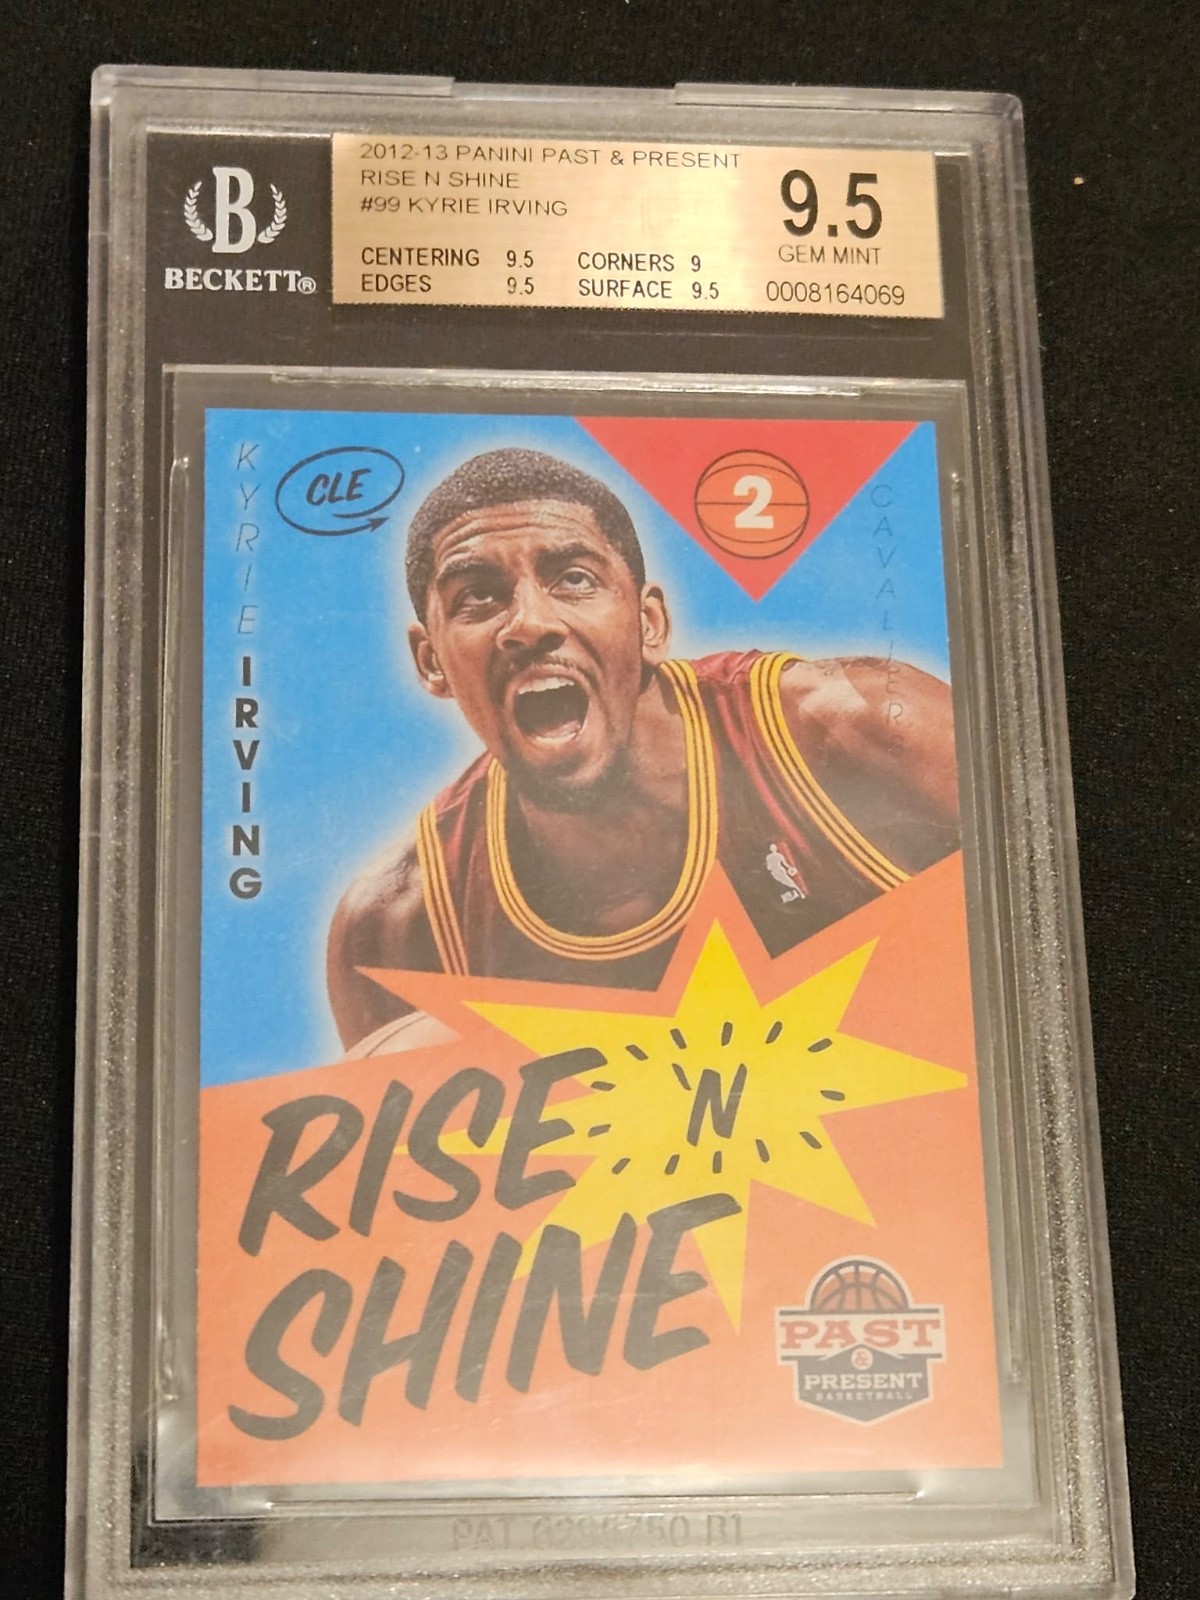 2012-13 PANINI PAST & PRESENT
RISE N SHINE
#99 KYRIE IRVING
CENTERING 9.5 CORNERS 9
EDGES 9.5 SURFACE 9.5
9.5
GEM MINT
0008164069
B
BECKETT®
KYRIE IRVING
CLE
2
CAVALIERS
NBA
RISE 'N
SHINE
PAST
&
PRESENT
BASKETBALL